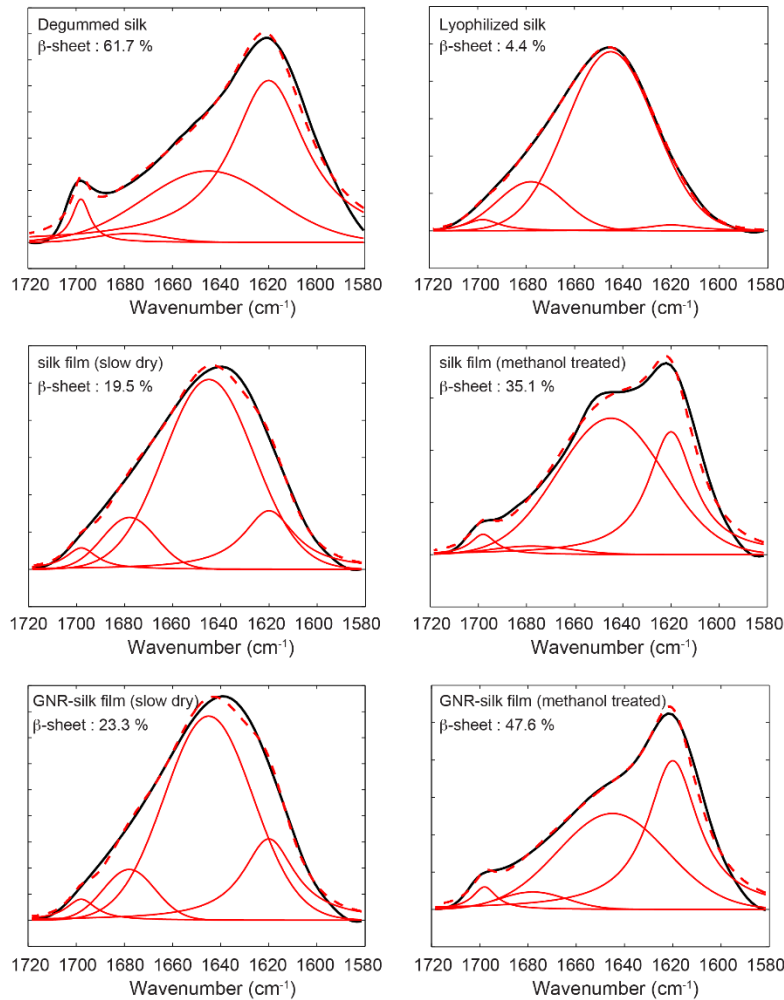 Degummed silk
β-sheet : 61.7 %
1720 1700 1680 1660 1640 1620 1600 1580
Wavenumber (cm⁻¹)
Lyophilized silk
β-sheet : 4.4 %
1720 1700 1680 1660 1640 1620 1600 1580
Wavenumber (cm⁻¹)
silk film (slow dry)
β-sheet : 19.5 %
1720 1700 1680 1660 1640 1620 1600 1580
Wavenumber (cm⁻¹)
silk film (methanol treated)
β-sheet : 35.1 %
1720 1700 1680 1660 1640 1620 1600 1580
Wavenumber (cm⁻¹)
GNR-silk film (slow dry)
β-sheet : 23.3 %
1720 1700 1680 1660 1640 1620 1600 1580
Wavenumber (cm⁻¹)
GNR-silk film (methanol treated)
β-sheet : 47.6 %
1720 1700 1680 1660 1640 1620 1600 1580
Wavenumber (cm⁻¹)